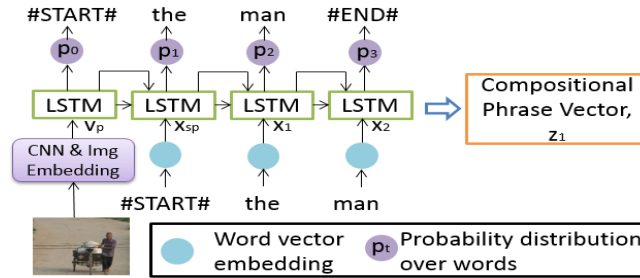 #START# the man #END#
p0 p1 p2 p3
LSTM LSTM LSTM LSTM
vp xsp x1 x2
CNN & Img
Embedding
#START# the man
Compositional
Phrase Vector,
z1
Word vector
embedding
pt Probability distribution
over words